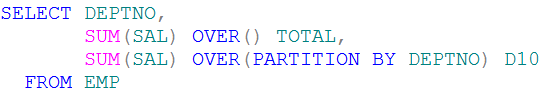 SELECT DEPTNO,
SUM(SAL) OVER() TOTAL,
SUM(SAL) OVER(PARTITION BY DEPTNO) D10
FROM EMP